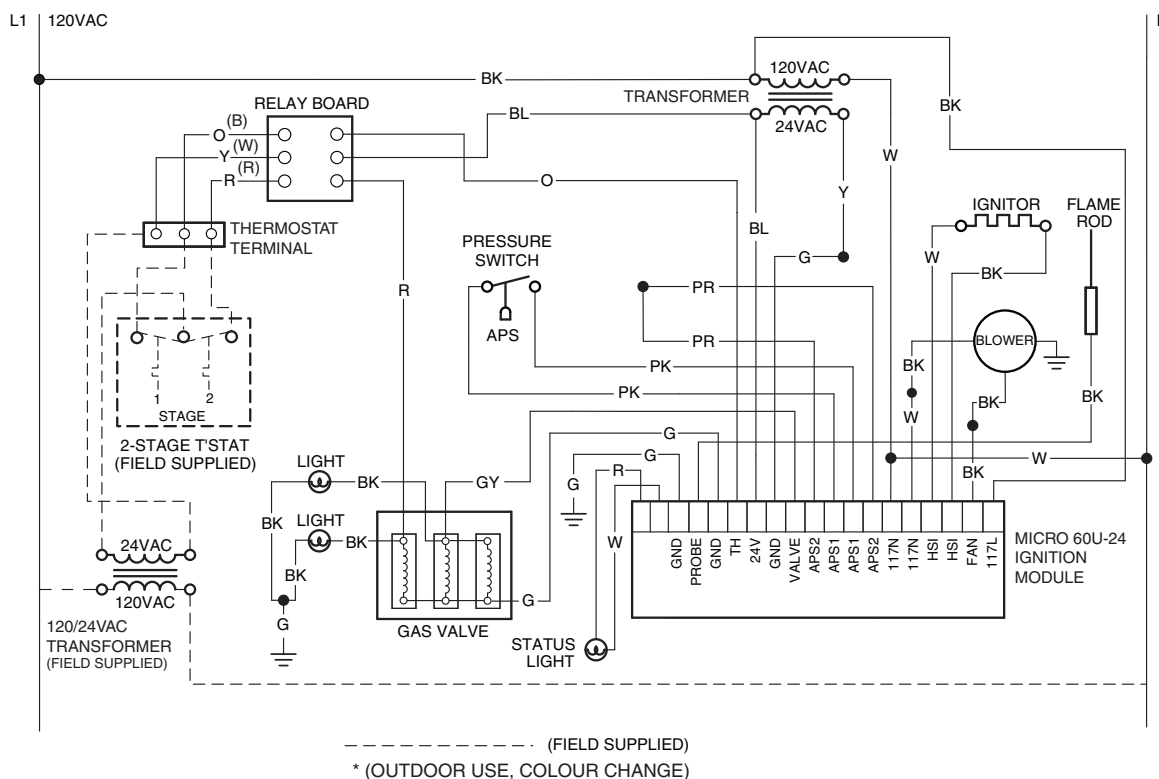 L1 120VAC
BK
120VAC
TRANSFORMER
24VAC
BK
RELAY BOARD
BL
O (B)
Y (W)
R (R)
O
W
Y
BL
THERMOSTAT
TERMINAL
IGNITOR
FLAME
ROD
PRESSURE
SWITCH
W
BK
G
R
PR
APS
PR
BLOWER
PK
BK
BK
BK
PK
W
1 2
STAGE
2-STAGE T'STAT
(FIELD SUPPLIED)
G
LIGHT
G
R
W
BK
GY
G
BK
LIGHT
BK
BK
W
BK
GND
PROBE
GND
TH
24V
GND
VALVE
APS2
APS1
APS1
APS2
117N
117N
HSI
HSI
FAN
117L
MICRO 60U-24
IGNITION
MODULE
24VAC
120VAC
G
G
GAS VALVE
120/24VAC
TRANSFORMER
(FIELD SUPPLIED)
STATUS
LIGHT
(FIELD SUPPLIED)
* (OUTDOOR USE, COLOUR CHANGE)